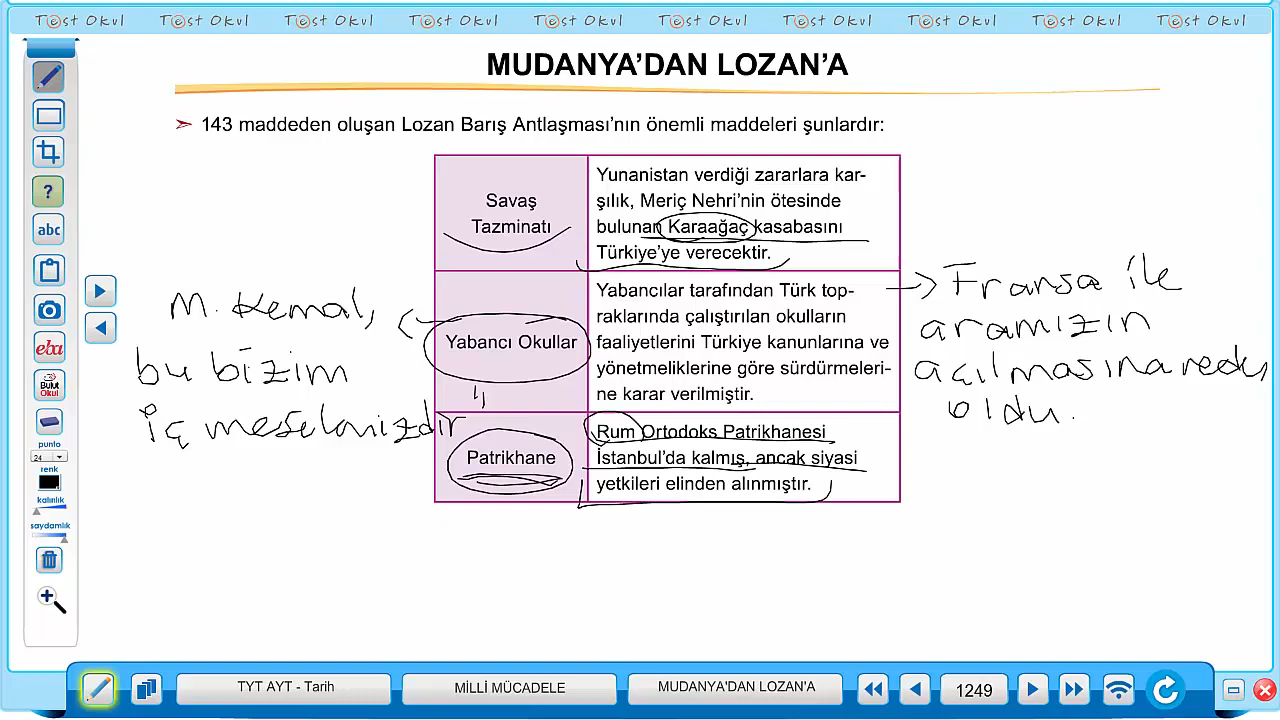 Test Okul Test Okul Test Okul Test Okul Test Okul Test Okul Test Okul Test Okul Test Okul Test Okul
MUDANYA'DAN LOZAN'A
➣ 143 maddeden oluşan Lozan Barış Antlaşması'nın önemli maddeleri şunlardır:
Savaş
Tazminatı
Yunanistan verdiği zararlara kar-
şılık, Meriç Nehri'nin ötesinde
bulunan Karaağaç kasabasını
Türkiye'ye verecektir.
Yabancı Okullar
Yabancılar tarafından Türk top-
raklarında çalıştırılan okulların
faaliyetlerini Türkiye kanunlarına ve
yönetmeliklerine göre sürdürmeleri-
ne karar verilmiştir.
Patrikhane
Rum Ortodoks Patrikhanesi
İstanbul'da kalmış, ancak siyasi
yetkileri elinden alınmıştır.
M. Kemal,
bu bizim
iç meselemizdir
Fransa ile
aramızın
açılmasına neden
oldu.
?
abc
eba
Bulut
Okul
punto
24
renk
kalınlık
saydamlık
TYT AYT - Tarih
MİLLİ MÜCADELE
MUDANYA'DAN LOZAN'A
1249